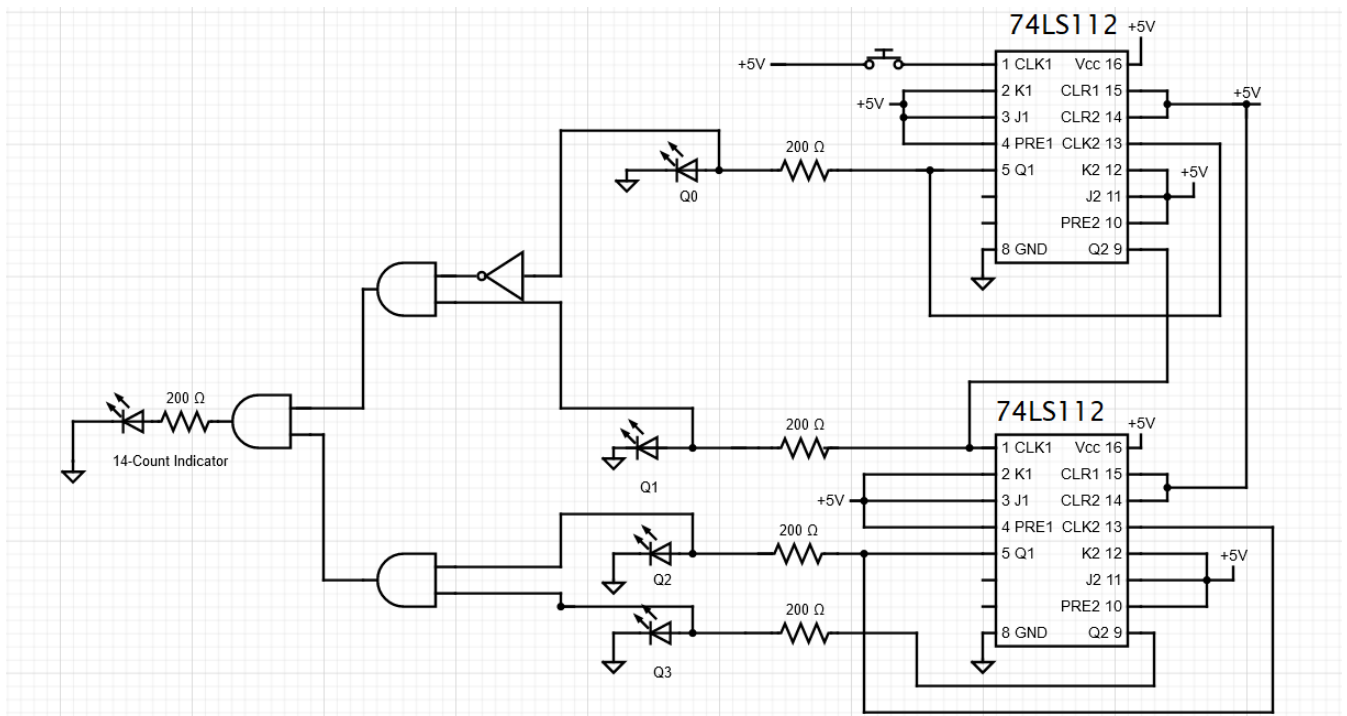 74LS112
+5V
+5V
1 CLK1
Vcc 16
+5V
2 K1
CLR1 15
+5V
3 J1
CLR2 14
4 PRE1
CLK2 13
200 Ω
5 Q1
K2 12
+5V
Q0
J2 11
PRE2 10
8 GND
Q2 9
200 Ω
14-Count Indicator
74LS112
200 Ω
+5V
1 CLK1
Vcc 16
Q1
2 K1
CLR1 15
+5V
3 J1
CLR2 14
4 PRE1
CLK2 13
200 Ω
5 Q1
K2 12
+5V
Q2
J2 11
200 Ω
PRE2 10
8 GND
Q2 9
Q3